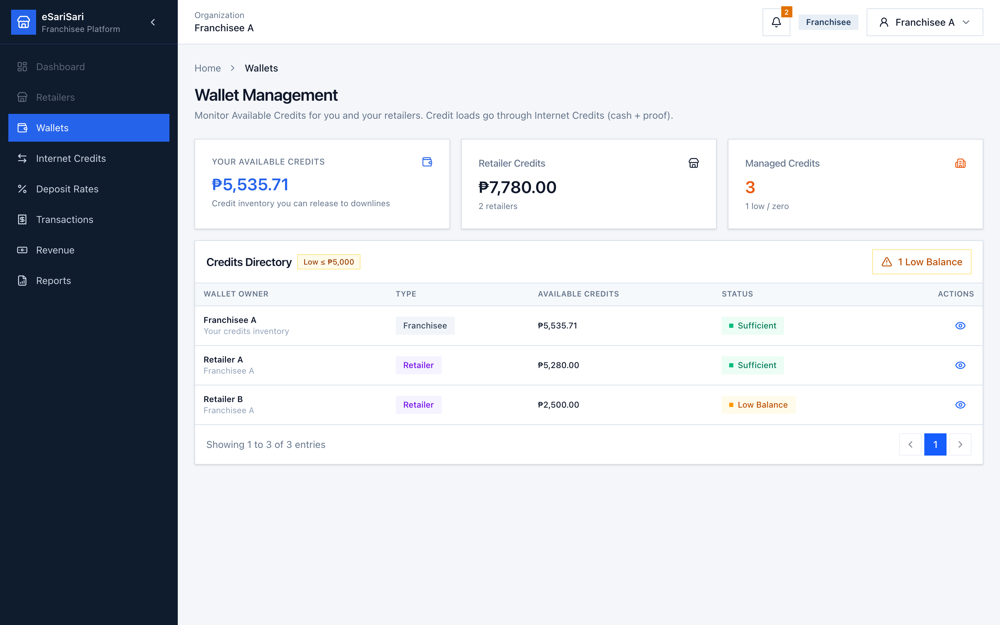 eSariSari
Franchisee Platform
Dashboard
Retailers
Wallets
Internet Credits
Deposit Rates
Transactions
Revenue
Reports
Organization
Franchisee A
2
Franchisee
Franchisee A
Home > Wallets
Wallet Management
Monitor Available Credits for you and your retailers. Credit loads go through Internet Credits (cash + proof).
YOUR AVAILABLE CREDITS
₱5,535.71
Credit inventory you can release to downlines
Retailer Credits
₱7,780.00
2 retailers
Managed Credits
3
1 low / zero
Credits Directory
Low ≤ ₱5,000
1 Low Balance
WALLET OWNER TYPE AVAILABLE CREDITS STATUS ACTIONS
Franchisee A
Your credits inventory
Franchisee
₱5,535.71
Sufficient
Retailer A
Franchisee A
Retailer
₱5,280.00
Sufficient
Retailer B
Franchisee A
Retailer
₱2,500.00
Low Balance
Showing 1 to 3 of 3 entries
1